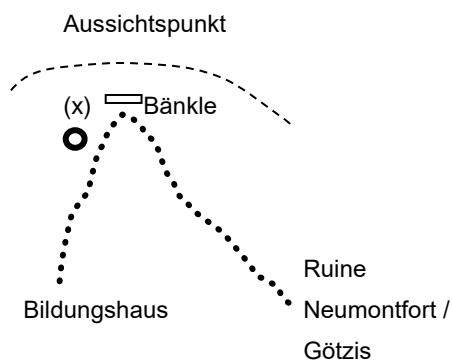 Aussichtspunkt
(x)
Bänkle
Bildungshaus
Ruine
Neumontfort /
Götzis